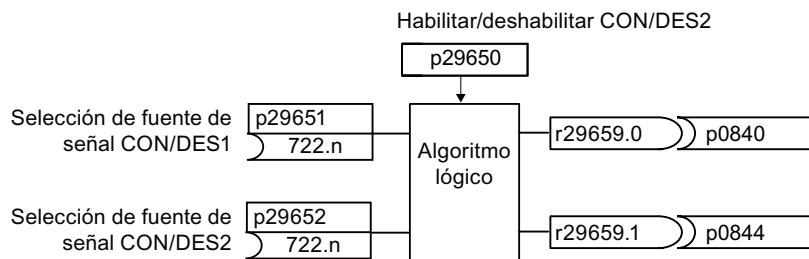 Habilitar/deshabilitar CON/DES2
p29650
Selección de fuente de
señal CON/DES1
p29651
722.n
Algoritmo
lógico
r29659.0
p0840
Selección de fuente de
señal CON/DES2
p29652
722.n
r29659.1
p0844